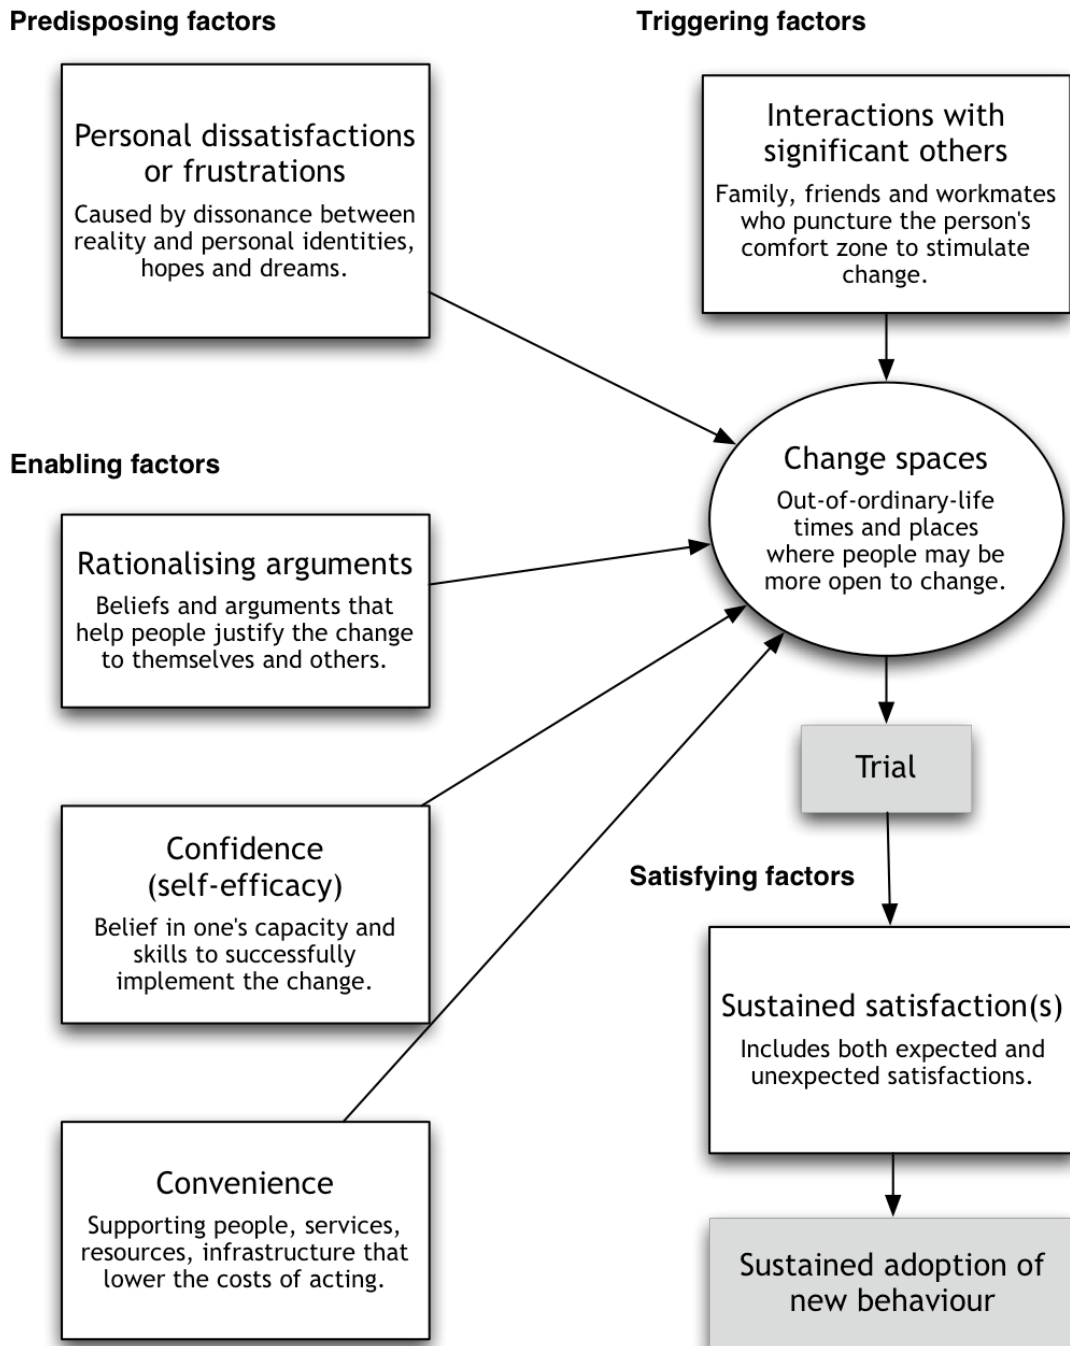 Predisposing factors
Personal dissatisfactions
or frustrations
Caused by dissonance between
reality and personal identities,
hopes and dreams.
Triggering factors
Interactions with
significant others
Family, friends and workmates
who puncture the person's
comfort zone to stimulate
change.
Enabling factors
Rationalising arguments
Beliefs and arguments that
help people justify the change
to themselves and others.
Confidence
(self-efficacy)
Belief in one's capacity and
skills to successfully
implement the change.
Convenience
Supporting people, services,
resources, infrastructure that
lower the costs of acting.
Change spaces
Out-of-ordinary-life
times and places
where people may be
more open to change.
Trial
Satisfying factors
Sustained satisfaction(s)
Includes both expected and
unexpected satisfactions.
Sustained adoption of
new behaviour